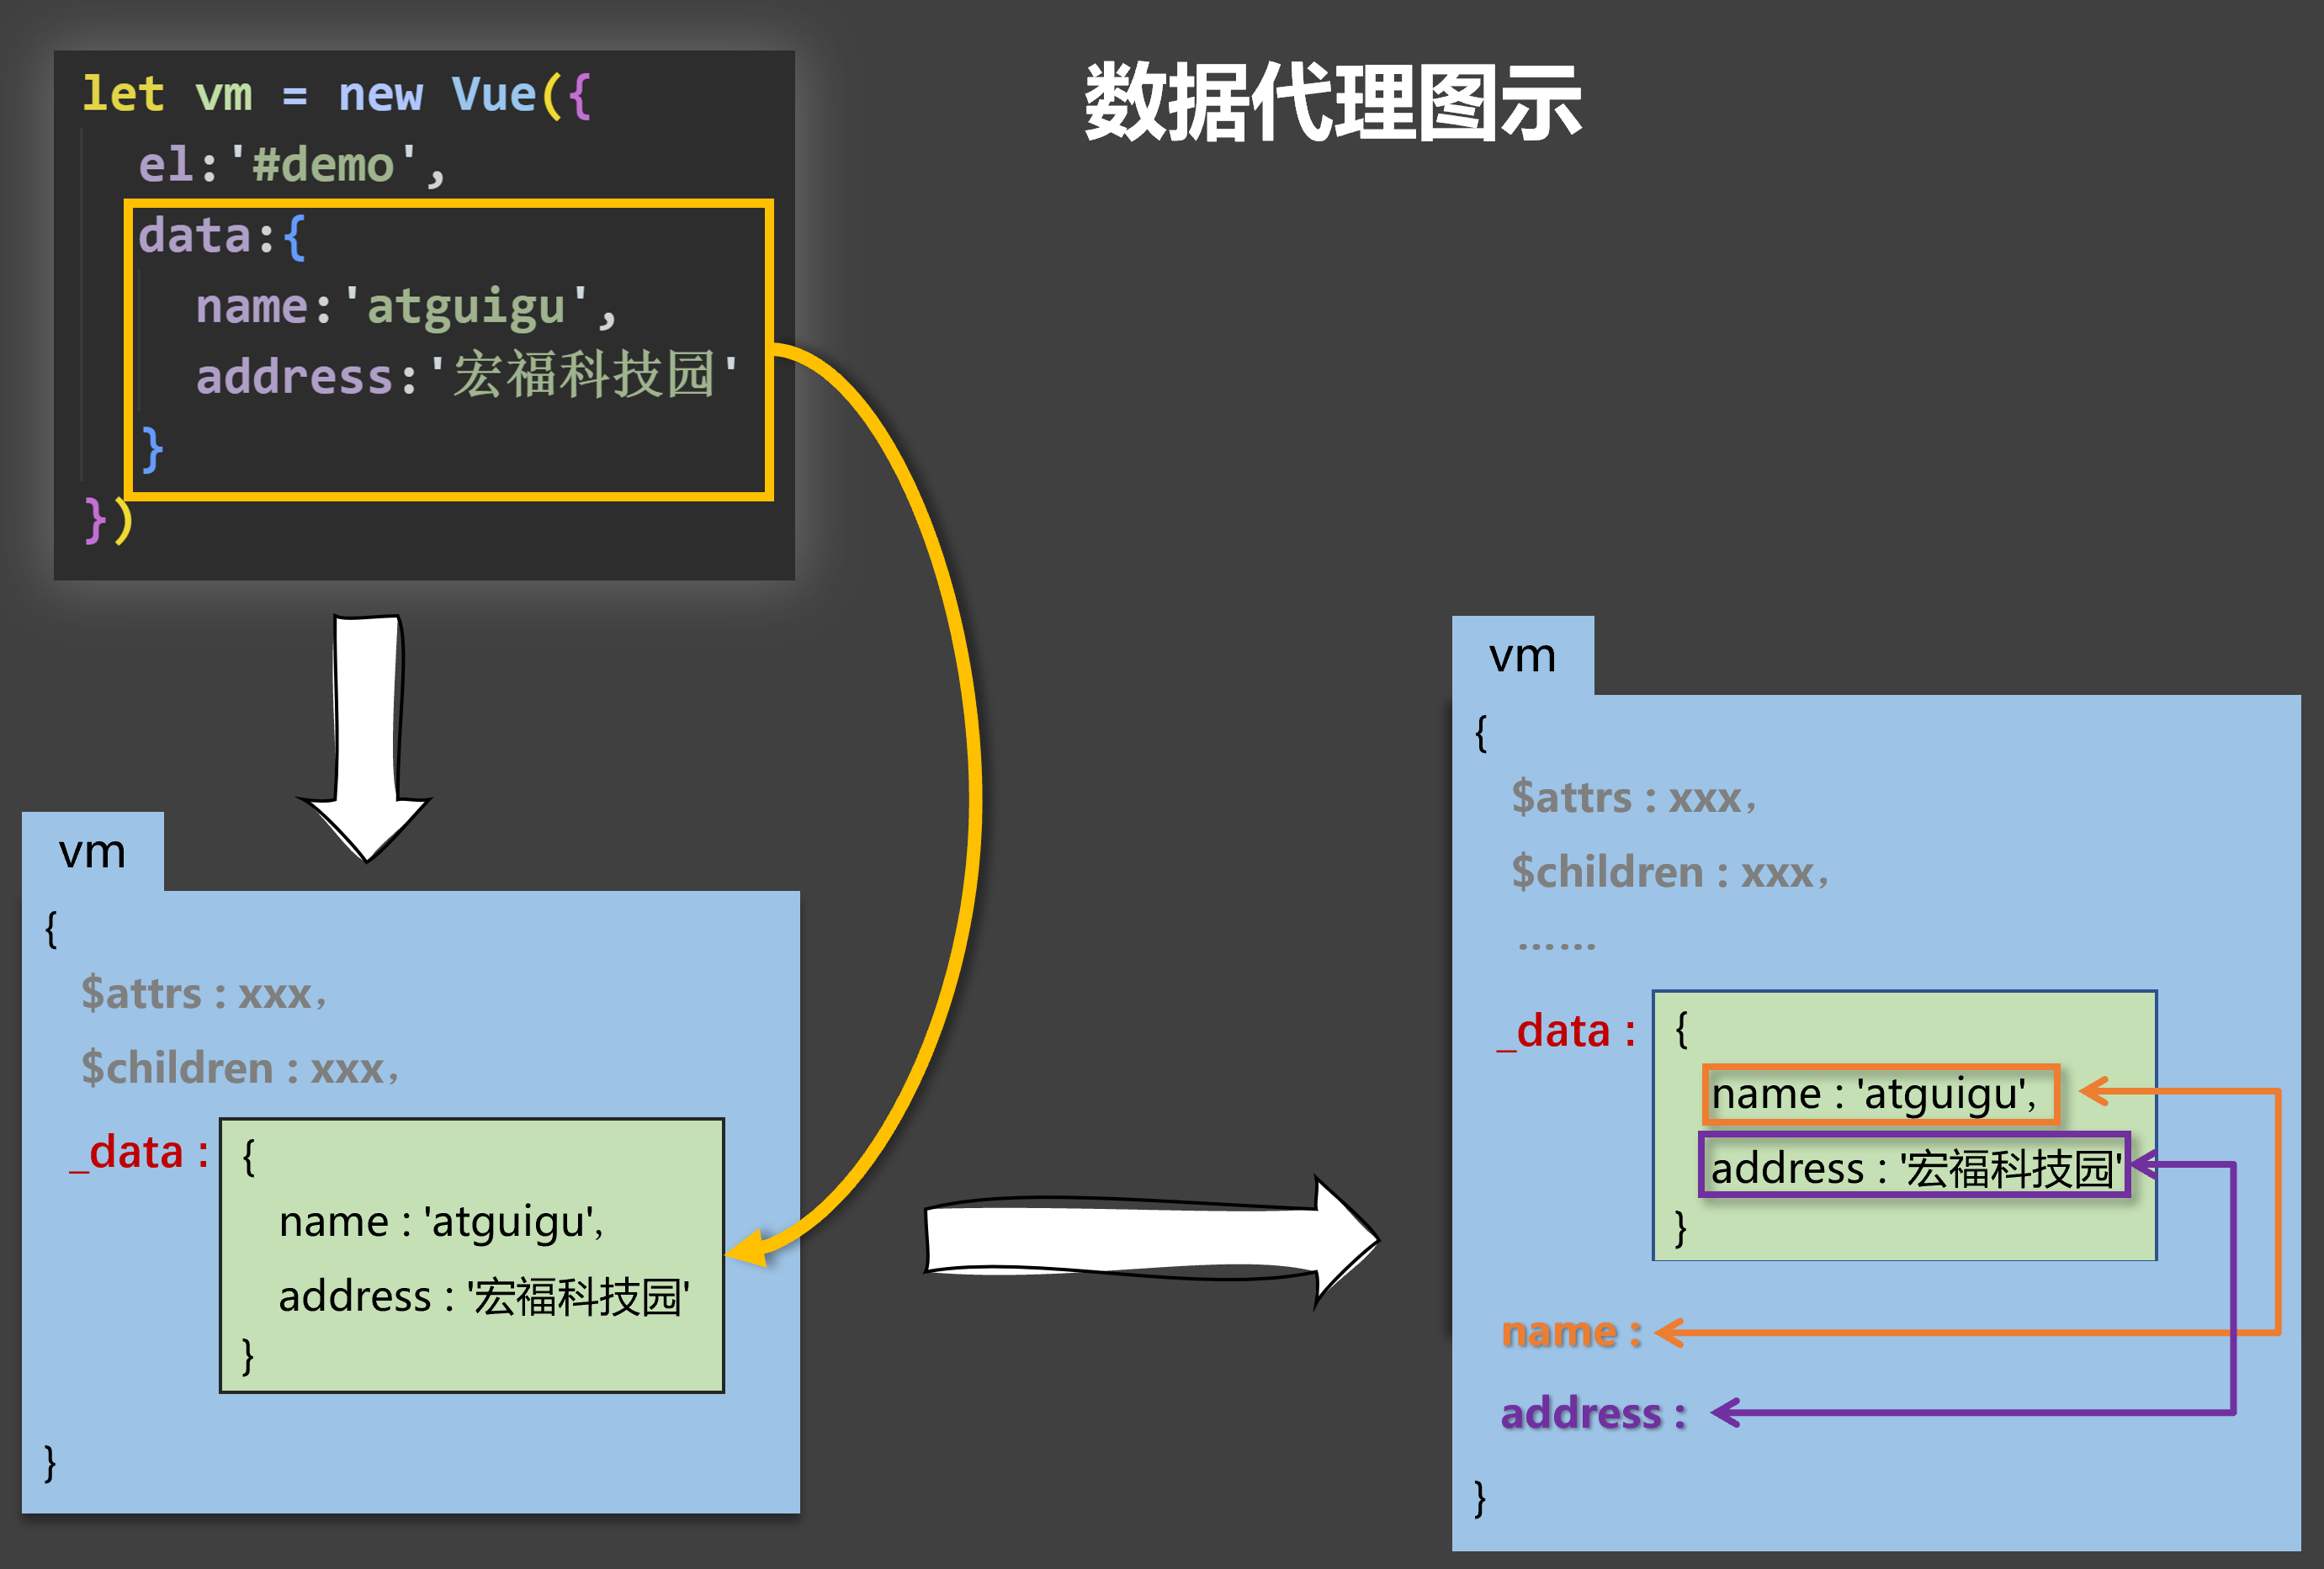 数据代理图示
let vm = new Vue({
el:'#demo',
data:{
name:'atguigu',
address:'宏福科技园'
}
})
vm
{
$attrs : xxx，
$children : xxx，
_data :
{
name : 'atguigu'，
address : '宏福科技园'
}
}
vm
{
$attrs : xxx，
$children : xxx，
……
_data :
{
name : 'atguigu'，
address : '宏福科技园'
}
name :
address :
}